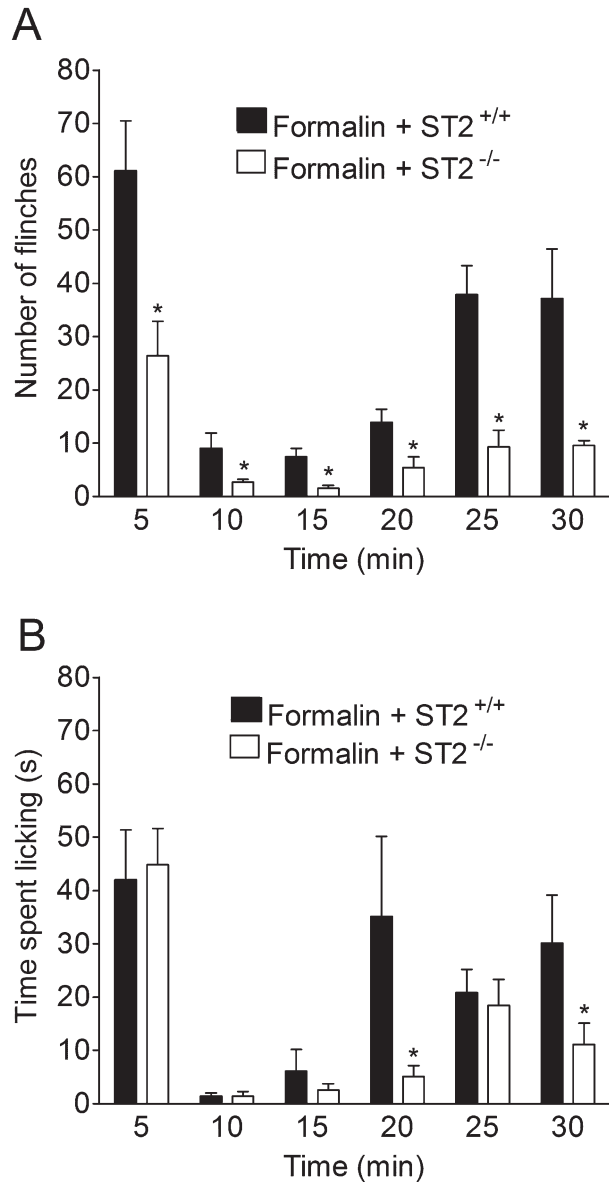 A
Number of flinches
80
70
60
50
40
30
20
10
0
Formalin + ST2+/+
Formalin + ST2-/-
* * * * * *
5 10 15 20 25 30
Time (min)
B
Time spent licking (s)
80
70
60
50
40
30
20
10
0
Formalin + ST2+/+
Formalin + ST2-/-
* *
5 10 15 20 25 30
Time (min)